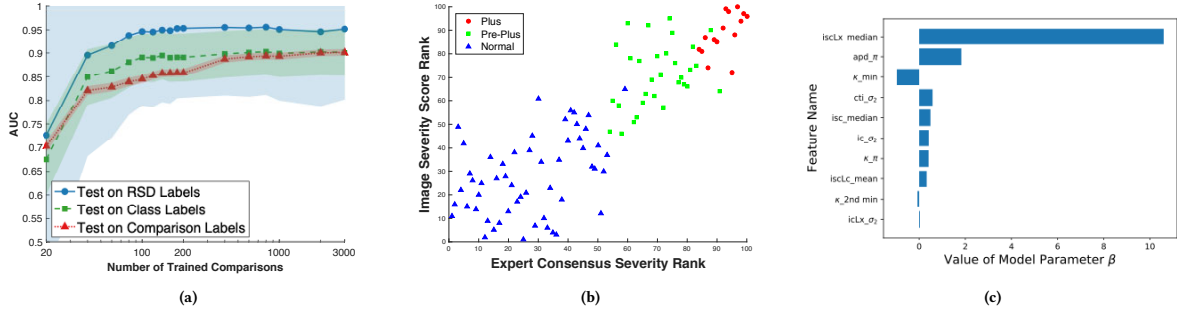 1
0.95
0.9
0.85
0.8
0.75
0.7
0.65
0.6
0.55
0.5
AUC
Test on RSD Labels
Test on Class Labels
Test on Comparison Labels
20
100
200
1000
3000
Number of Trained Comparisons
(a)
Image Severity Score Rank
100
90
80
70
60
50
40
30
20
10
0
Plus
Pre-Plus
Normal
0 10 20 30 40 50 60 70 80 90 100
Expert Consensus Severity Rank
(b)
Feature Name
iscLx_median
apd_π
κ_min
cti_σ₂
isc_median
ic_σ₂
κ_π
iscLc_mean
κ_2nd min
icLx_σ₂
0 2 4 6 8 10
Value of Model Parameter β
(c)